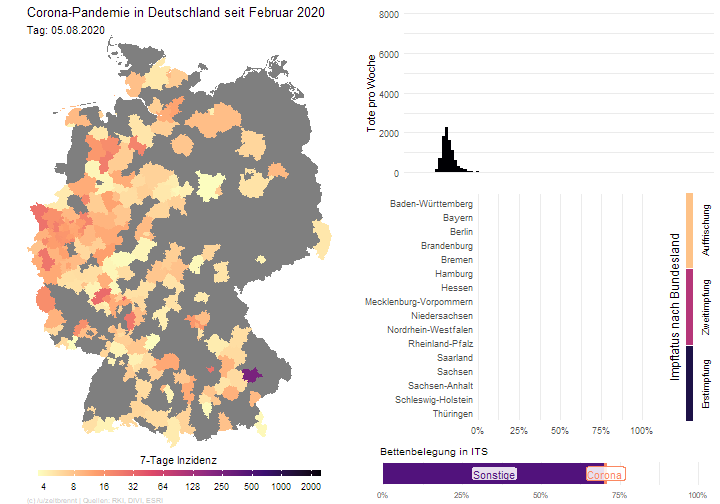 Corona-Pandemie in Deutschland seit Februar 2020
Tag: 05.08.2020
7-Tage Inzidenz
4 8 16 32 64 127 250 500 1000 2000
(c) /u/zeitbremit | Quellen: RKI, DIVI, ESRI
Tote pro Woche
8000
6000
4000
2000
0
Baden-Württemberg
Bayern
Berlin
Brandenburg
Bremen
Hamburg
Hessen
Mecklenburg-Vorpommern
Niedersachsen
Nordrhein-Westfalen
Rheinland-Pfalz
Saarland
Sachsen
Sachsen-Anhalt
Schleswig-Holstein
Thüringen
0% 25% 50% 75% 100%
Impfstatus nach Bundesland
Auffrischung
Zweitimpfung
Erstimpfung
Bettenbelegung in ITS
Sonstige Corona
0% 25% 50% 75% 100%